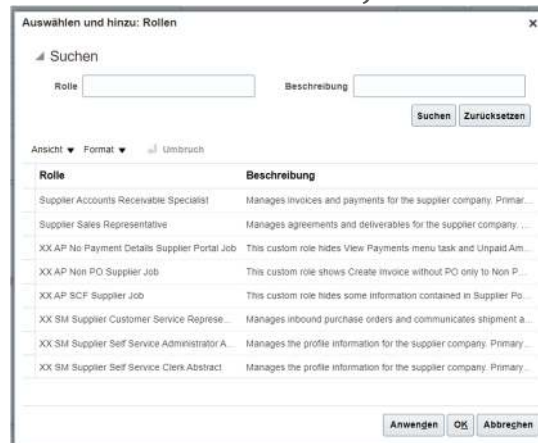 Auswählen und hinzu: Rollen
Suchen
Rolle Beschreibung
Suchen Zurücksetzen
Ansicht Format Umbruch
Rolle Beschreibung
Supplier Accounts Receivable Specialist Manages invoices and payments for the supplier company. Primar...
Supplier Sales Representative Manages agreements and deliverables for the supplier company. ...
XX AP No Payment Details Supplier Portal Job This custom role hides View Payments menu task and Unpaid Am...
XX AP Non PO Supplier Job This custom role shows Create Invoice without PO only to Non P...
XX AP SCF Supplier Job This custom role hides some information contained in Supplier Po...
XX SM Supplier Customer Service Represe... Manages inbound purchase orders and communicates shipment a...
XX SM Supplier Self Service Administrator A... Manages the profile information for the supplier company. Primary...
XX SM Supplier Self Service Clerk Abstract Manages the profile information for the supplier company. Primary...
Anwenden OK Abbrechen